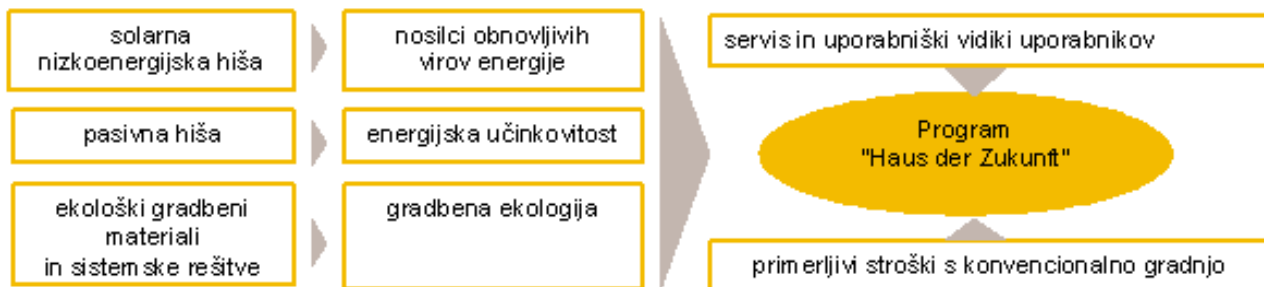 solarna
nizkoenergijska hiša
nosilci obnovljivih
virov energije
servis in uporabniški vidiki uporabnikov
pasivna hiša
energijska učinkovitost
Program
"Haus der Zukunft"
ekološki gradbeni
materiali
in sistemske rešitve
gradbena ekologija
primerljivi stroški s konvencionalno gradnjo